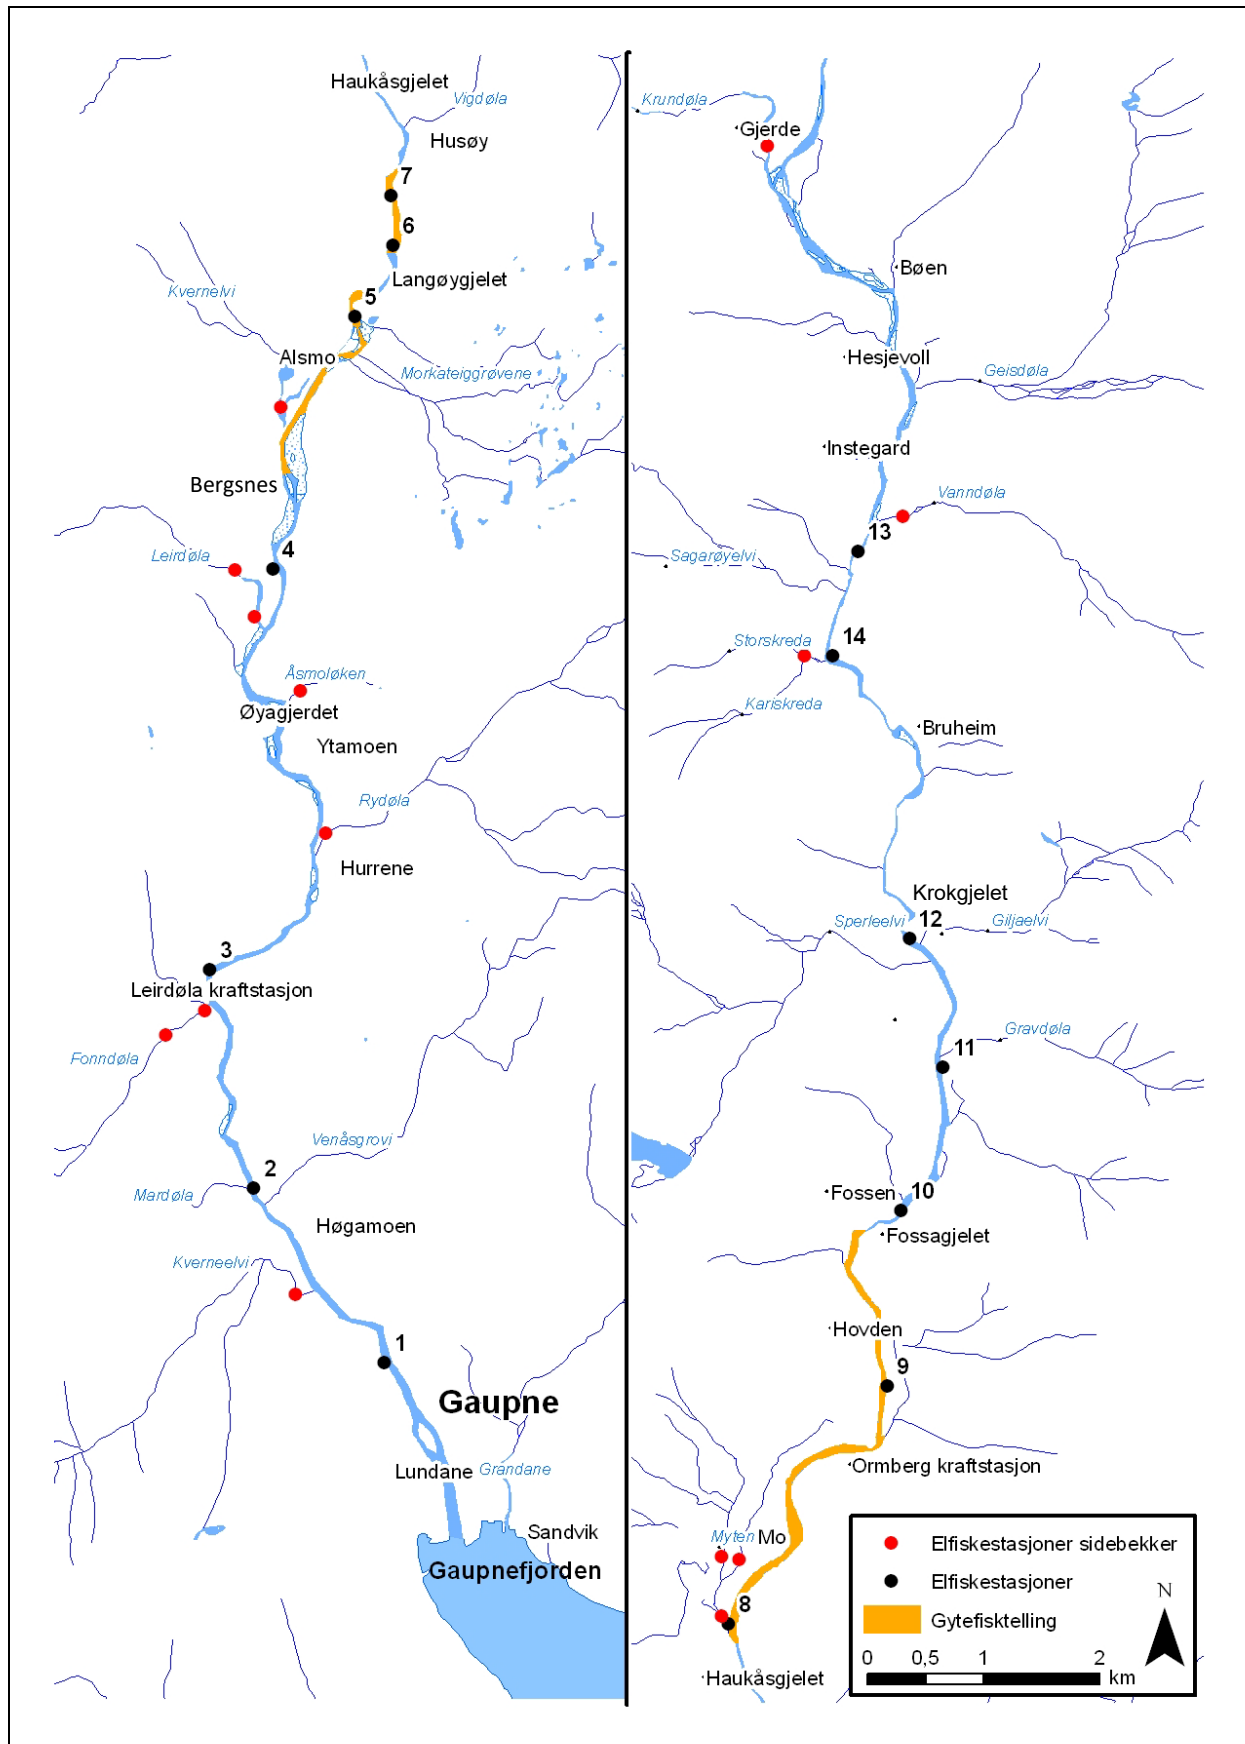 Haukåsgjelet
Vigdøla
Husøy
7
6
Langøygjelet
Kvernelvi
5
Alsmo
Morkateiggrøvene
Bergsnes
Leirdøla
4
Åsmoløken
Øyagjerdet
Ytamoen
Rydøla
Hurrene
3
Leirdøla kraftstasjon
Fonndøla
Venåsgrovi
2
Mardøla
Høgamoen
Kverneelvi
1
Gaupne
Lundane
Grandane
Sandvik
Gaupnefjorden
Krundøla
Gjerde
Bøen
Hesjevoll
Geisdøla
Instegard
Vanndøla
13
Sagarøyelvi
Storskreda
14
Kariskreda
Bruheim
Krokgjelet
Sperleelvi
12
Giljaelvi
Gravdøla
11
Fossen
10
Fossagjelet
Hovden
9
Ormberg kraftstasjon
Myten
Mo
8
Haukåsgjelet
Elfiskestasjoner sidebekker
Elfiskestasjoner
Gytefisktelling
N
0 0,5 1 2
km